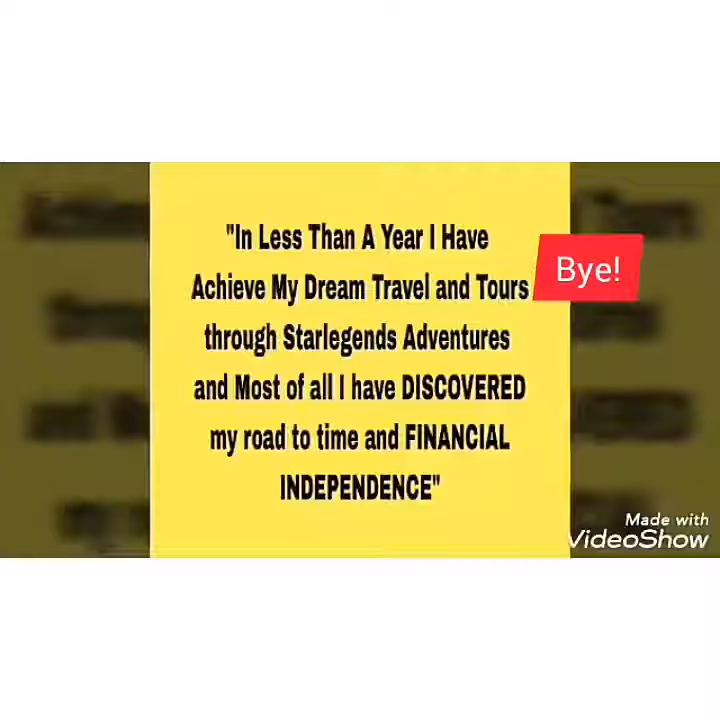 "In Less Than A Year I Have
Achieve My Dream Travel and Tours
through Starlegends Adventures
and Most of all I have DISCOVERED
my road to time and FINANCIAL
INDEPENDENCE"
Bye!
Made with
VideoShow